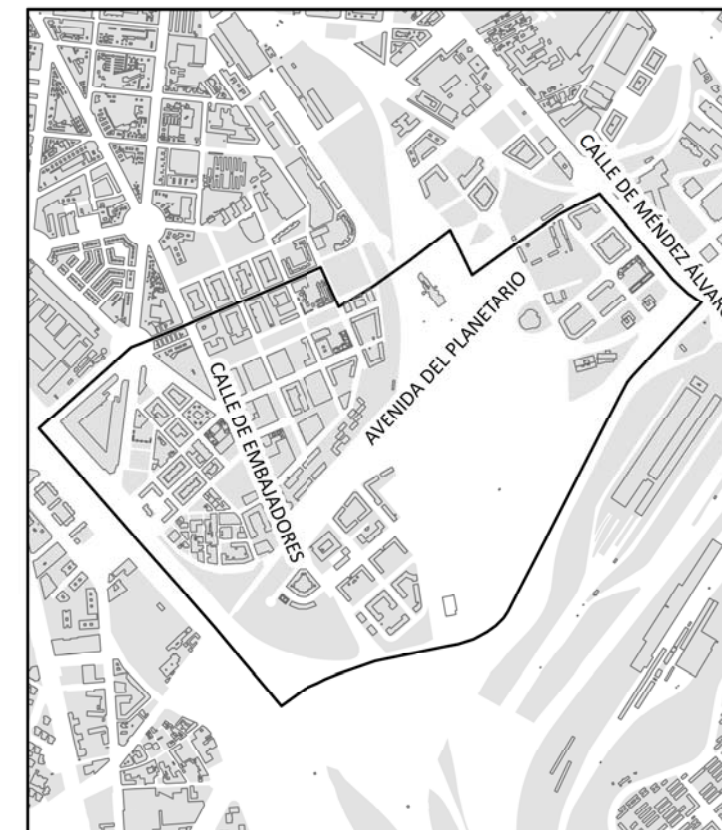 CALLE DE MÉNDEZ ÁLVARO
AVENIDA DEL PLANETARIO
CALLE DE EMBAJADORES